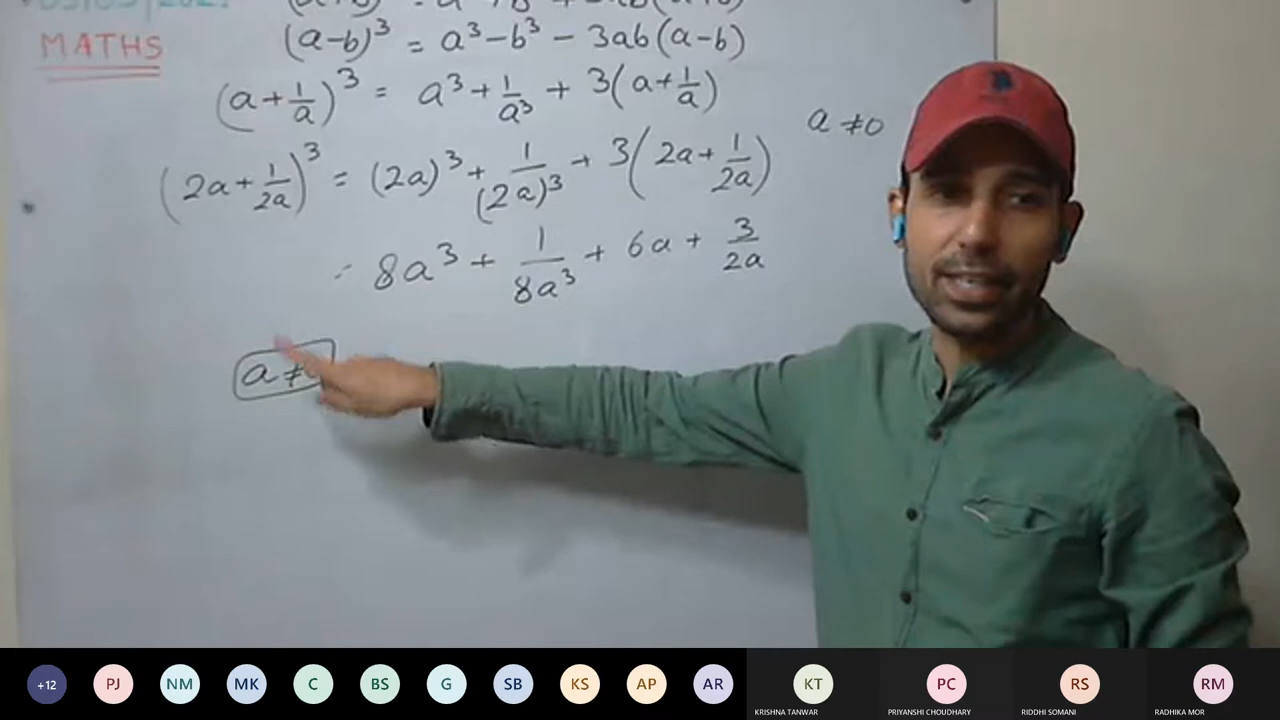 MATHS
(a-b)³ = a³-b³ - 3ab(a-b)
(a+1/a)³ = a³+1/a³ + 3(a+1/a)
a ≠0
(2a+1/2a)³ = (2a)³+ 1/(2a)³ + 3(2a+1/2a)
= 8a³ + 1/8a³ + 6a + 3/2a
a ≠
+12 PJ NM MK C BS G SB KS AP AR KT PC RS RM
KRISHNA TANWAR PRIYANSHI CHOUDHARY RIDDHI SOMANI RADHIKA MOR